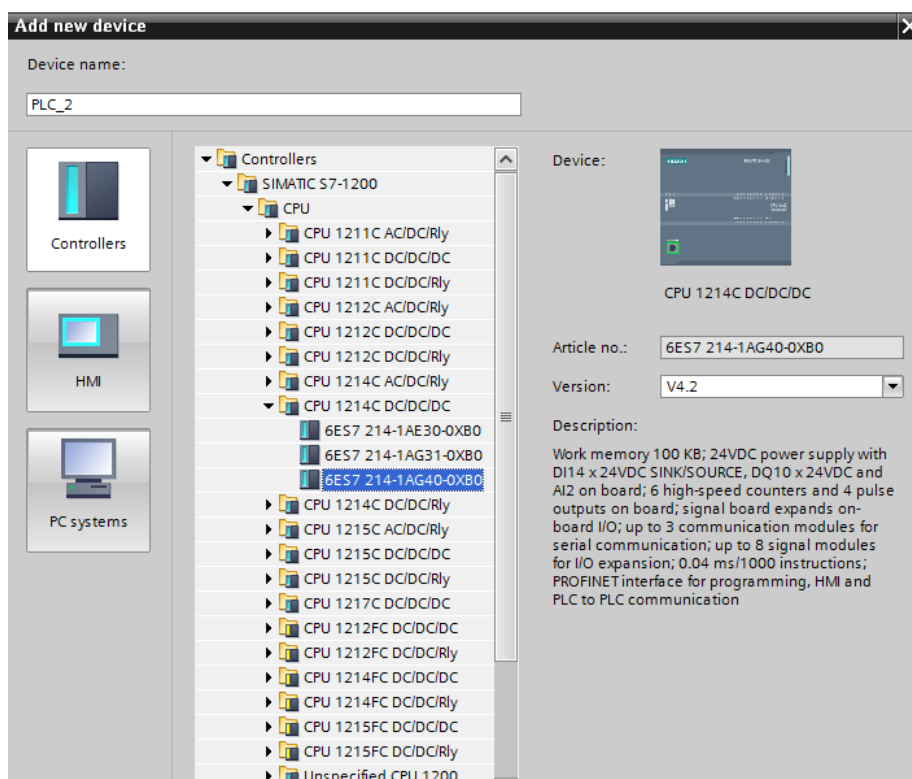 Add new device
Device name:
PLC_2
Controllers
HMI
PC systems
Controllers
SIMATIC S7-1200
CPU
CPU 1211C AC/DC/Rly
CPU 1211C DC/DC/DC
CPU 1211C DC/DC/Rly
CPU 1212C AC/DC/Rly
CPU 1212C DC/DC/DC
CPU 1212C DC/DC/Rly
CPU 1214C AC/DC/Rly
CPU 1214C DC/DC/DC
6ES7 214-1AE30-0XB0
6ES7 214-1AG31-0XB0
6ES7 214-1AG40-0XB0
CPU 1214C DC/DC/Rly
CPU 1215C AC/DC/Rly
CPU 1215C DC/DC/DC
CPU 1215C DC/DC/Rly
CPU 1217C DC/DC/DC
CPU 1212FC DC/DC/DC
CPU 1212FC DC/DC/Rly
CPU 1214FC DC/DC/DC
CPU 1214FC DC/DC/Rly
CPU 1215FC DC/DC/DC
CPU 1215FC DC/DC/Rly
Unspecified CPU 1200
Device:
CPU 1214C DC/DC/DC
Article no.:
6ES7 214-1AG40-0XB0
Version:
V4.2
Description:
Work memory 100 KB; 24VDC power supply with
DI14 x 24VDC SINK/SOURCE, DQ10 x 24VDC and
AI2 on board; 6 high-speed counters and 4 pulse
outputs on board; signal board expands on-
board I/O; up to 3 communication modules for
serial communication; up to 8 signal modules
for I/O expansion; 0.04 ms/1000 instructions;
PROFINET interface for programming, HMI and
PLC to PLC communication